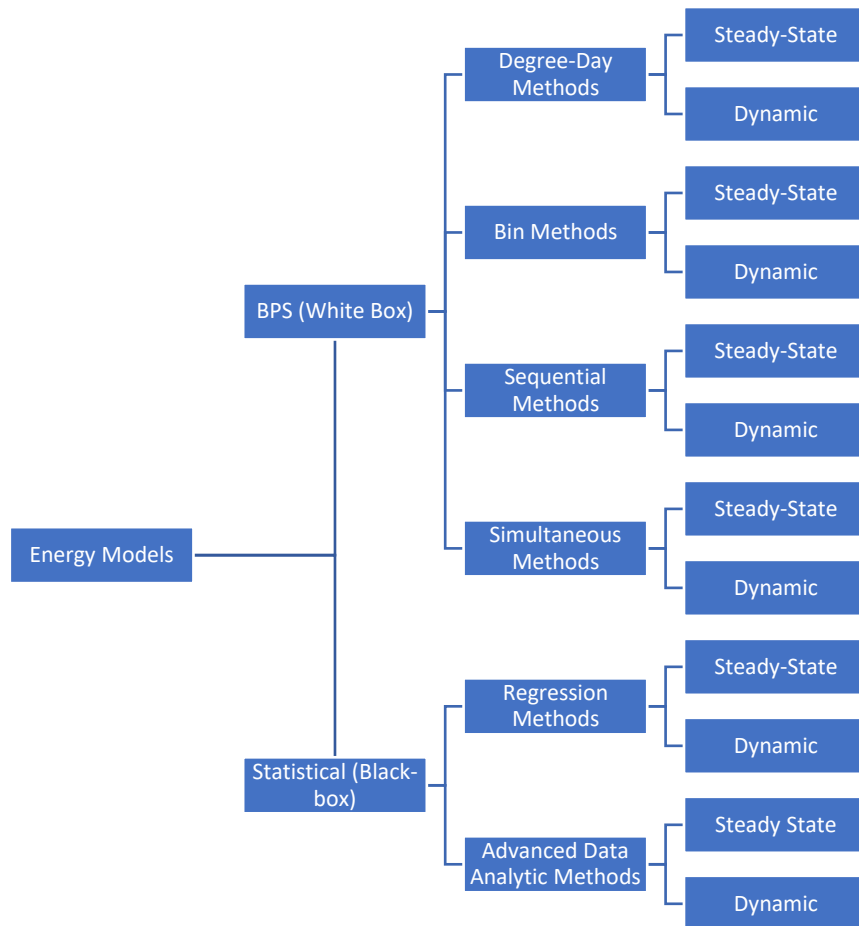 Energy Models
BPS (White Box)
Degree-Day
Methods
Steady-State
Dynamic
Bin Methods
Steady-State
Dynamic
Sequential
Methods
Steady-State
Dynamic
Simultaneous
Methods
Steady-State
Dynamic
Statistical (Black-
box)
Regression
Methods
Steady-State
Dynamic
Advanced Data
Analytic Methods
Steady State
Dynamic